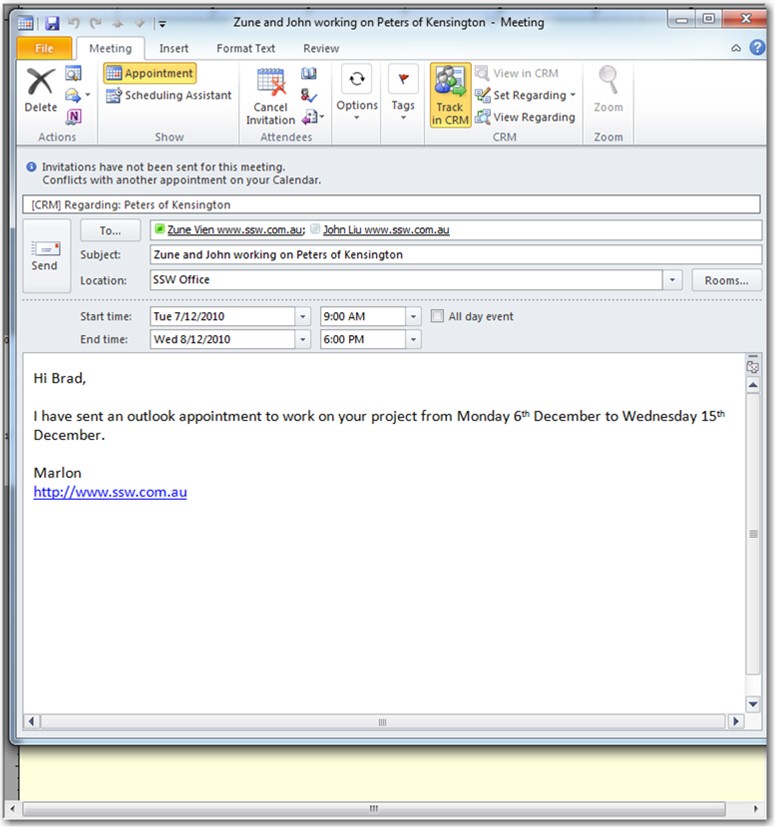 Zune and John working on Peters of Kensington - Meeting
File Meeting Insert Format Text Review
Delete
Appointment
Scheduling Assistant
Cancel
Invitation
Options
Tags
Track
in CRM
View in CRM
Set Regarding
View Regarding
Zoom
Actions Show Attendees CRM Zoom
Invitations have not been sent for this meeting.
Conflicts with another appointment on your Calendar.
[CRM] Regarding: Peters of Kensington
To... Zune Vien www.ssw.com.au; John Liu www.ssw.com.au
Send
Subject: Zune and John working on Peters of Kensington
Location: SSW Office Rooms...
Start time: Tue 7/12/2010 9:00 AM All day event
End time: Wed 8/12/2010 6:00 PM
Hi Brad,
I have sent an outlook appointment to work on your project from Monday 6th December to Wednesday 15th
December.
Marlon
http://www.ssw.com.au